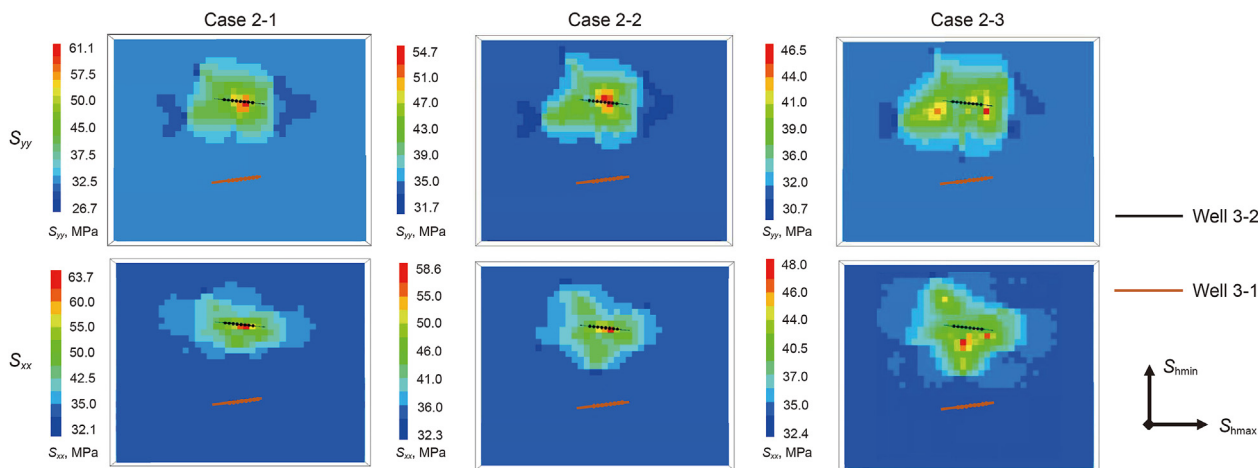 Case 2-1
Case 2-2
Case 2-3
Syy
61.1
57.5
50.0
45.0
37.5
32.5
26.7
Syy, MPa
54.7
51.0
47.0
43.0
39.0
35.0
31.7
Syy, MPa
46.5
44.0
41.0
39.0
36.0
32.0
30.7
Syy, MPa
Well 3-2
Well 3-1
Sxx
63.7
60.0
55.0
50.0
42.5
35.0
32.1
Sxx, MPa
58.6
55.0
50.0
46.0
41.0
36.0
32.3
Sxx, MPa
48.0
46.0
44.0
40.5
37.0
35.0
32.4
Sxx, MPa
Shmin
Shmax